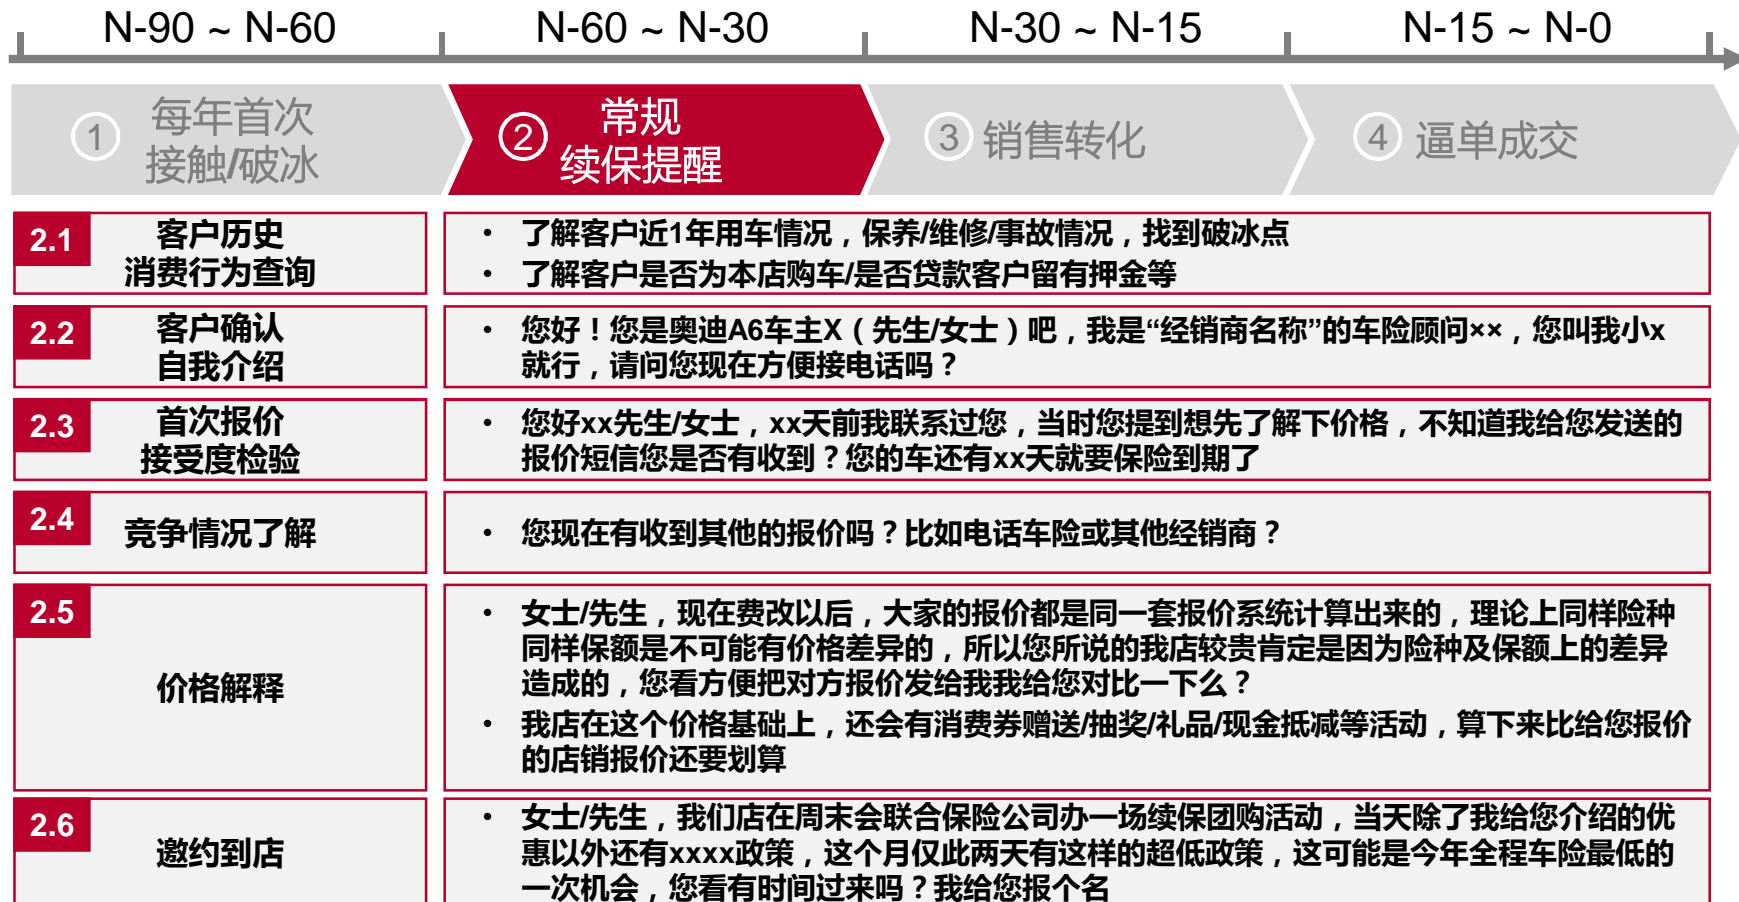 N-90 ~ N-60
N-60 ~ N-30
N-30 ~ N-15
N-15 ~ N-0
① 每年首次
接触/破冰
② 常规
续保提醒
③ 销售转化
④ 逼单成交
2.1
客户历史
消费行为查询
• 了解客户近1年用车情况，保养/维修/事故情况，找到破冰点
• 了解客户是否为本店购车/是否贷款客户留有押金等
2.2
客户确认
自我介绍
• 您好！您是奥迪A6车主X（先生/女士）吧，我是“经销商名称”的车险顾问××，您叫我小x
就行，请问您现在方便接电话吗？
2.3
首次报价
接受度检验
• 您好xx先生/女士，xx天前我联系过您，当时您提到想先了解下价格，不知道我给您发送的
报价短信您是否有收到？您的车还有xx天就要保险到期了
2.4
竞争情况了解
• 您现在有收到其他的报价吗？比如电话车险或其他经销商？
2.5
价格解释
• 女士/先生，现在费改以后，大家的报价都是同一套报价系统计算出来的，理论上同样险种
同样保额是不可能有价格差异的，所以您所说的我店较贵肯定是因为险种及保额上的差异
造成的，您看方便把对方报价发给我我给您对比一下么？
• 我店在这个价格基础上，还会有消费券赠送/抽奖/礼品/现金抵减等活动，算下来比给您报价
的店销报价还要划算
2.6
邀约到店
• 女士/先生，我们店在周末会联合保险公司办一场续保团购活动，当天除了我给您介绍的优
惠以外还有xxxx政策，这个月仅此两天有这样的超低政策，这可能是今年全程车险最低的
一次机会，您看有时间过来吗？我给您报个名